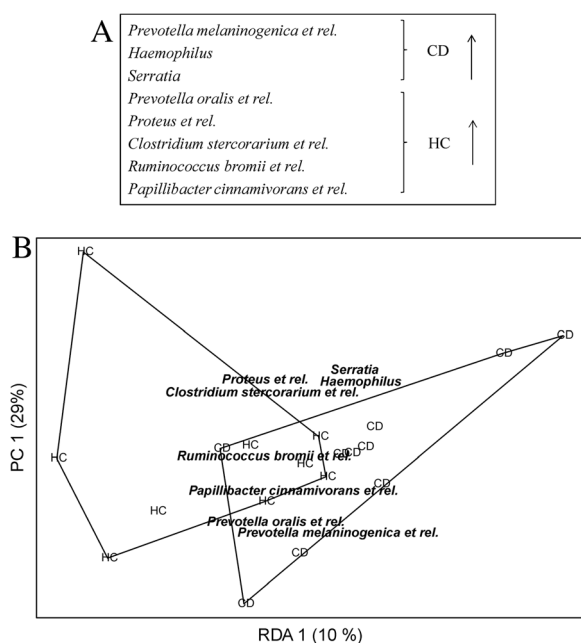 A
Prevotella melaninogenica et rel.
Haemophilus
Serratia
CD
Prevotella oralis et rel.
Proteus et rel.
Clostridium stercorarium et rel.
Ruminococcus bromii et rel.
Papillibacter cinnamivorans et rel.
HC
B
HC
CD
CD
Serratia
Proteus et rel.
Haemophilus
Clostridium stercorarium et rel.
CD
HC
CD
HC
CD
CD
CD
HC
Ruminococcus bromii et rel.
HC
HC
CD
Papillibacter cinnamivorans et rel.
HC
HC
Prevotella oralis et rel.
Prevotella melaninogenica et rel.
CD
HC
CD
PC 1 (29%)
RDA 1 (10 %)